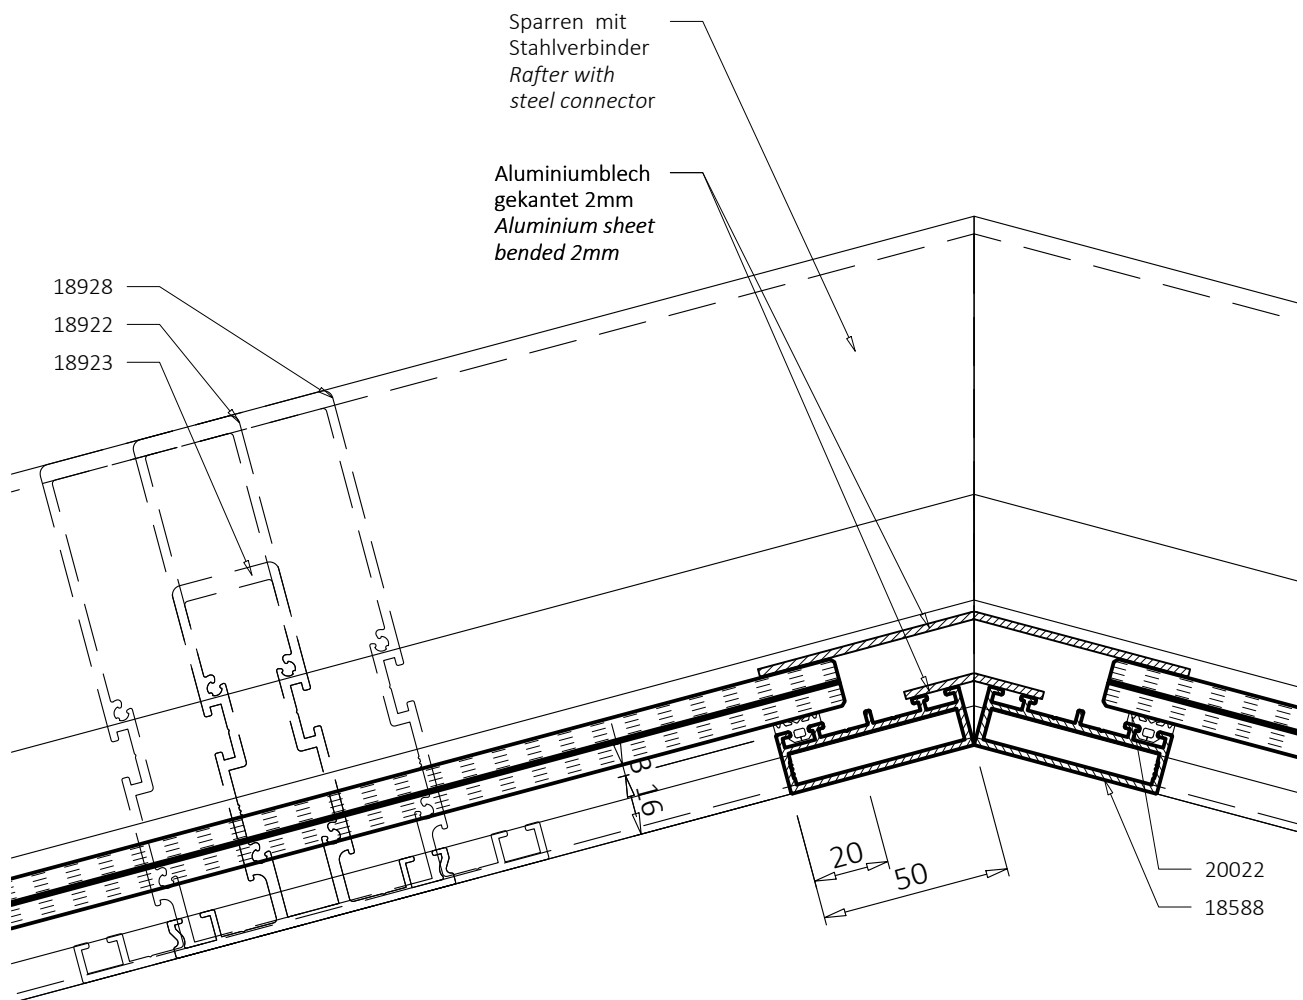 Sparren mit
Stahlverbinder
Rafter with
steel connector
Aluminiumblech
gekantet 2mm
Aluminium sheet
bended 2mm
18928
18922
18923
8
16
20
50
20022
18588